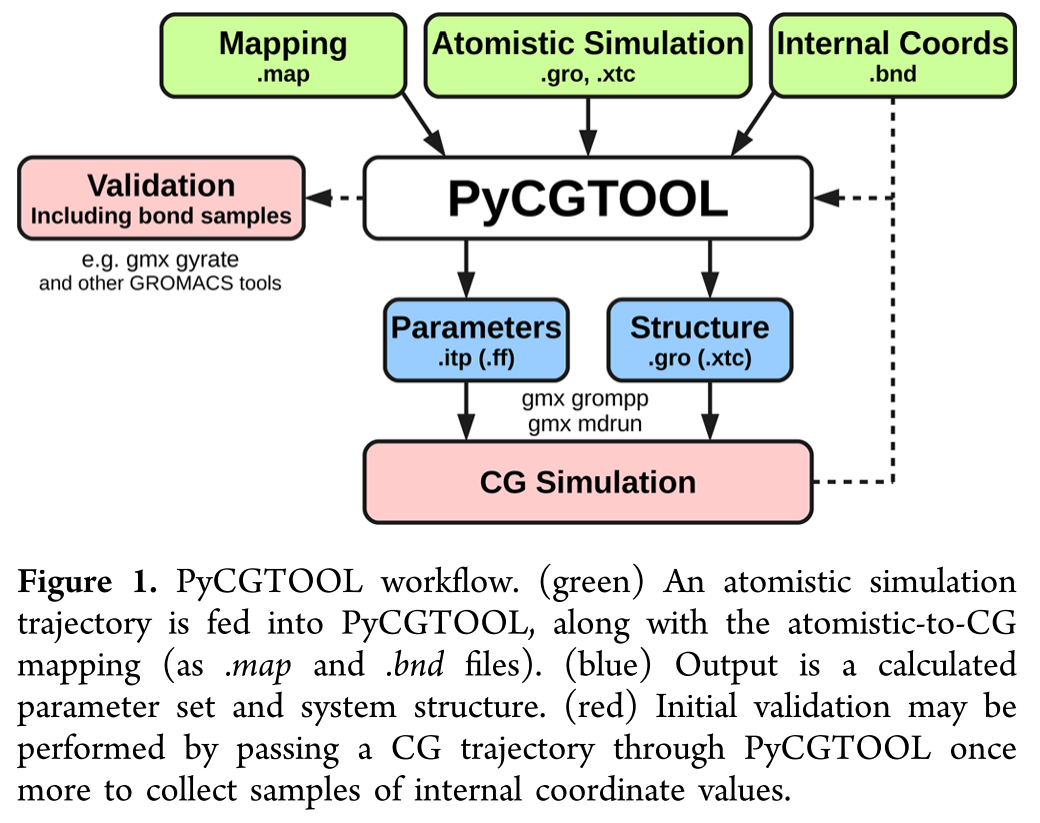 Mapping
.map
Atomistic Simulation
.gro, .xtc
Internal Coords
.bnd
Validation
Including bond samples
PyCGTOOL
e.g. gmx gyrate
and other GROMACS tools
Parameters
.itp (.ff)
Structure
.gro (.xtc)
gmx grompp
gmx mdrun
CG Simulation
Figure 1. PyCGTOOL workflow. (green) An atomistic simulation
trajectory is fed into PyCGTOOL, along with the atomistic-to-CG
mapping (as .map and .bnd files). (blue) Output is a calculated
parameter set and system structure. (red) Initial validation may be
performed by passing a CG trajectory through PyCGTOOL once
more to collect samples of internal coordinate values.